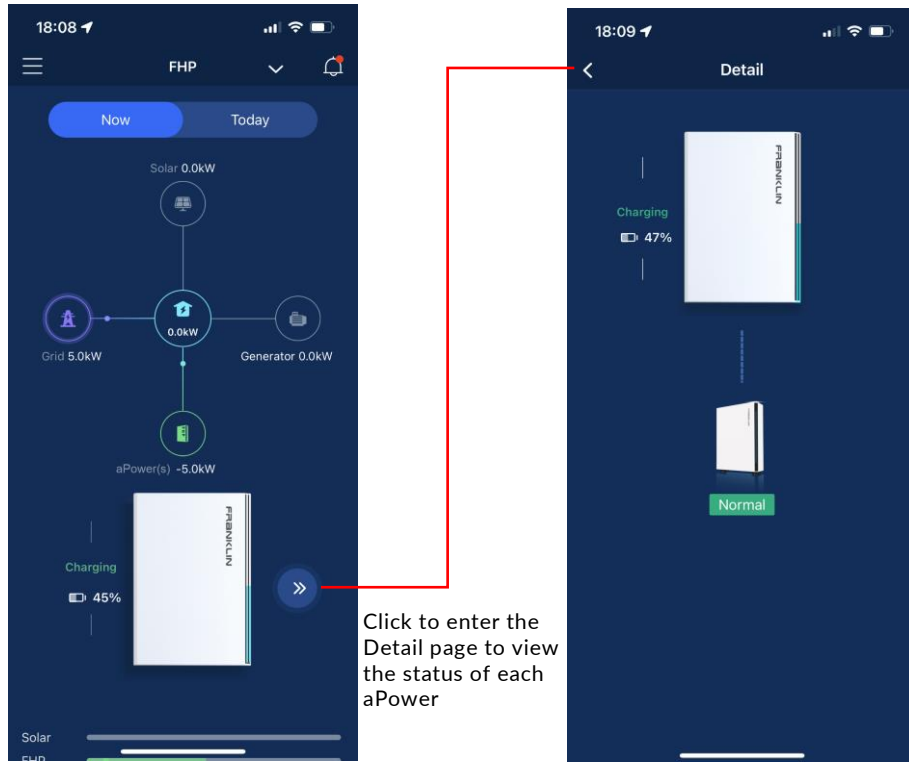 18:08
FHP
Now Today
Solar 0.0kW
0.0kW
Grid 5.0kW
Generator 0.0kW
aPower(s) -5.0kW
FRANKLIN
Charging
45%
Solar
FHP
Click to enter the
Detail page to view
the status of each
aPower
18:09
Detail
FRANKLIN
Charging
47%
Normal